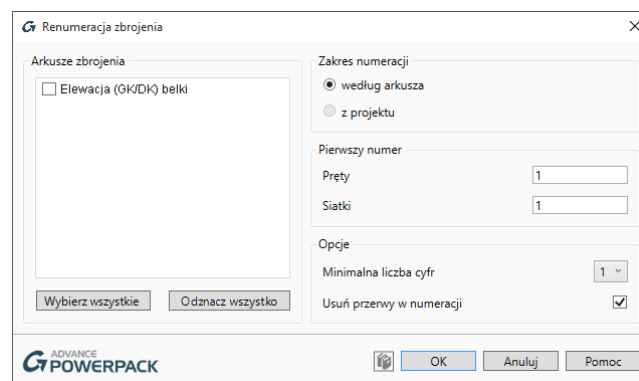 Renumeracja zbrojenia
Arkusze zbrojenia
Elewacja (GK/DK) belki
Wybierz wszystkie
Odznacz wszystko
Zakres numeracji
według arkusza
z projektu
Pierwszy numer
Pręty 1
Siatki 1
Opcje
Minimalna liczba cyfr 1
Usuń przerwy w numeracji
ADVANCE
POWERPACK
OK Anuluj Pomoc